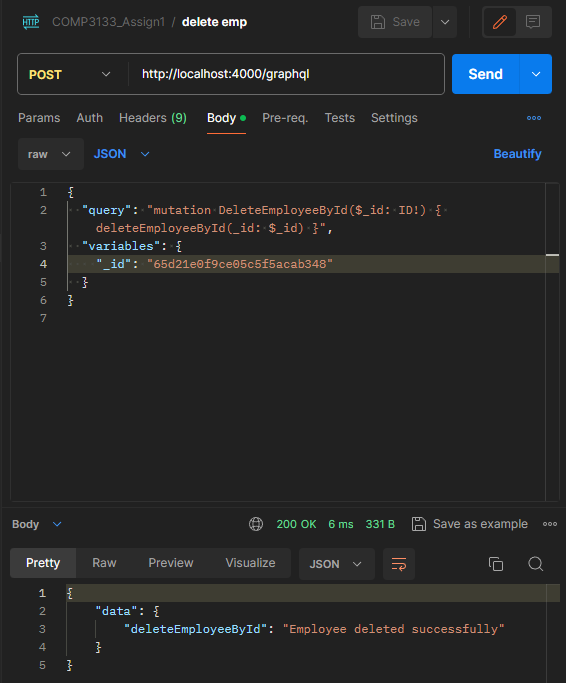 HTTP COMP3133_Assign1 / delete emp Save
POST http://localhost:4000/graphql Send
Params Auth Headers (9) Body Pre-req. Tests Settings
raw JSON Beautify
1 {
2 "query": "mutation DeleteEmployeeById($_id: ID!) {
deleteEmployeeById(_id: $_id) }",
3 "variables": {
4 "_id": "65d21e0f9ce05c5f5acab348"
5 }
6 }
7
Body 200 OK 6 ms 331 B Save as example
Pretty Raw Preview Visualize JSON
1 {
2 "data": {
3 "deleteEmployeeById": "Employee deleted successfully"
4 }
5 }